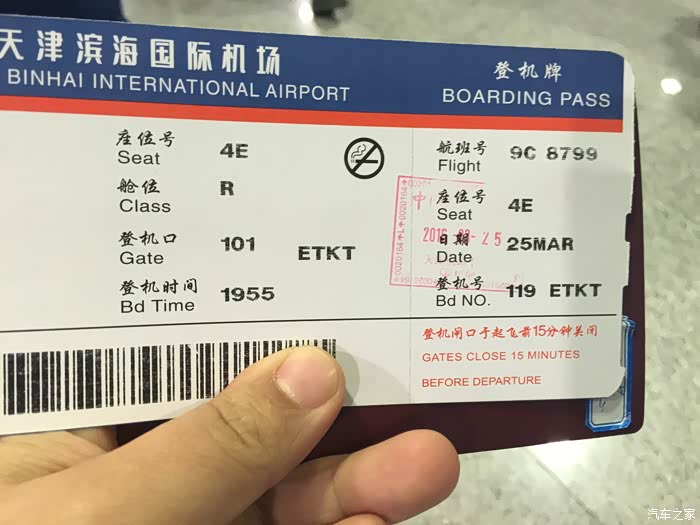 天津滨海国际机场
BINHAI INTERNATIONAL AIRPORT
登机牌
BOARDING PASS
座位号
Seat
4E
舱位
Class
R
登机口
Gate
101
ETKT
登机时间
Bd Time
1955
航班号
Flight
9C 8799
座位号
Seat
4E
日期
Date
25MAR
登机号
Bd NO.
119 ETKT
登机闸口于起飞前15分钟关闭
GATES CLOSE 15 MINUTES
BEFORE DEPARTURE
0020164
中
汽车之家